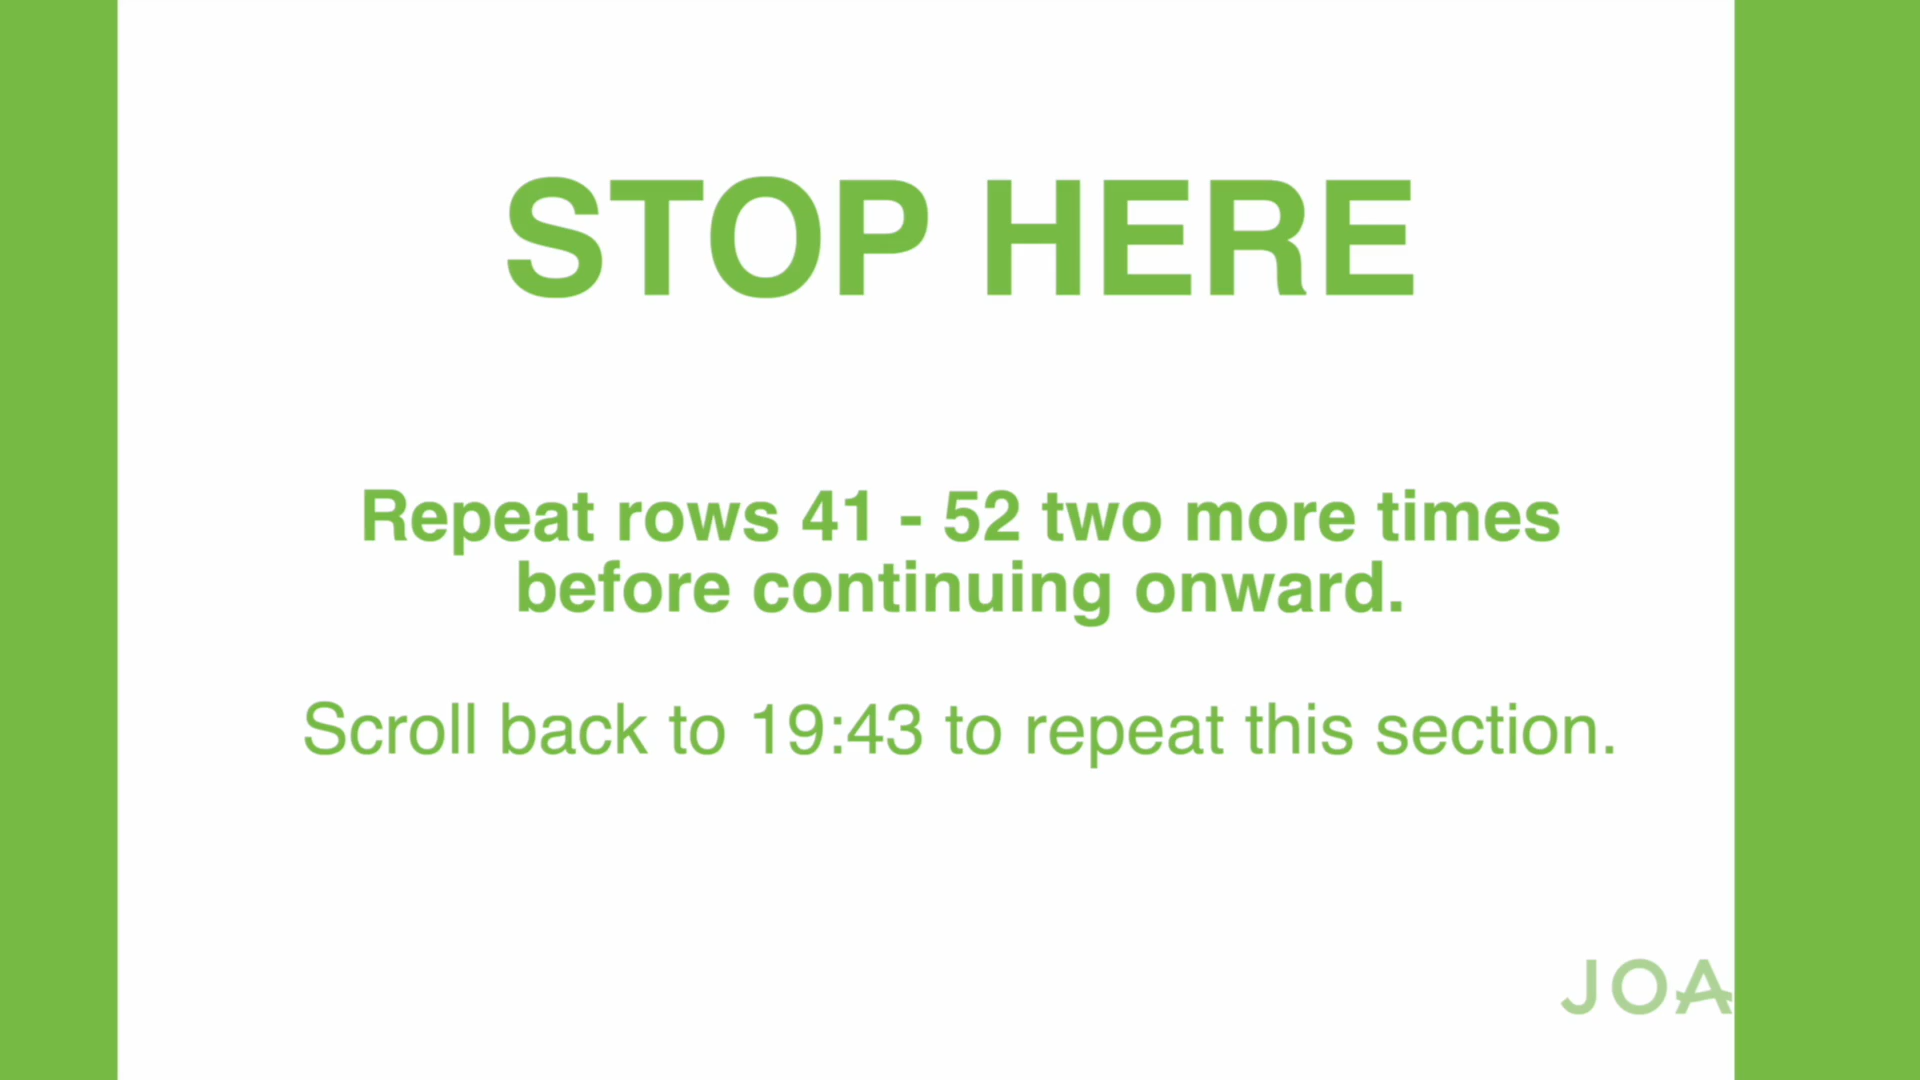 STOP HERE
Repeat rows 41 - 52 two more times
before continuing onward.
Scroll back to 19:43 to repeat this section.
JOA